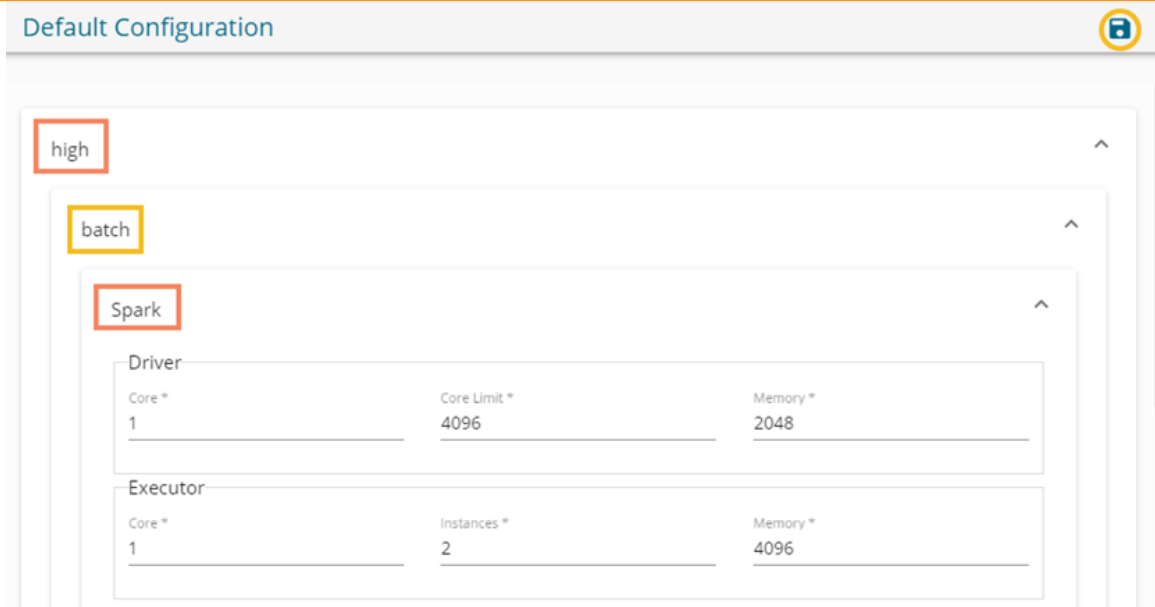 Default Configuration
high
batch
Spark
Driver
Core * Core Limit * Memory *
1 4096 2048
Executor
Core * Instances * Memory *
1 2 4096